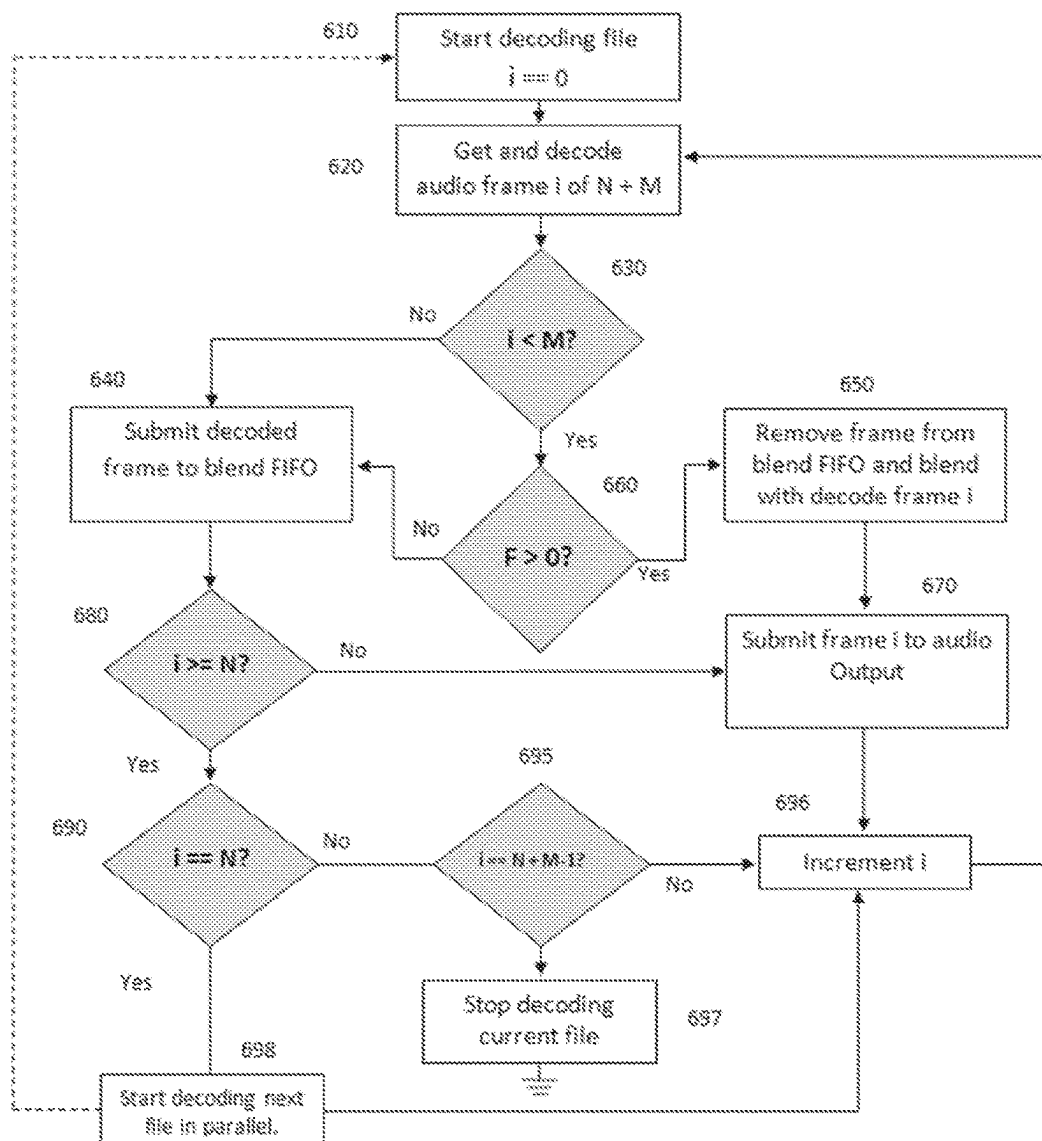 610
Start decoding file
i == 0
620
Get and decode
audio frame i of N + M
630
No
i < M?
640
650
Submit decoded
frame to blend FIFO
Yes
Remove frame from
blend FIFO and blend
with decode frame i
660
No
F > 0?
Yes
670
680
Submit frame i to audio
Output
i >= N?
No
Yes
695
690
696
i == N?
No
i == N + M-1?
No
Increment i
Yes
Stop decoding
current file
697
698
Start decoding next
file in parallel.